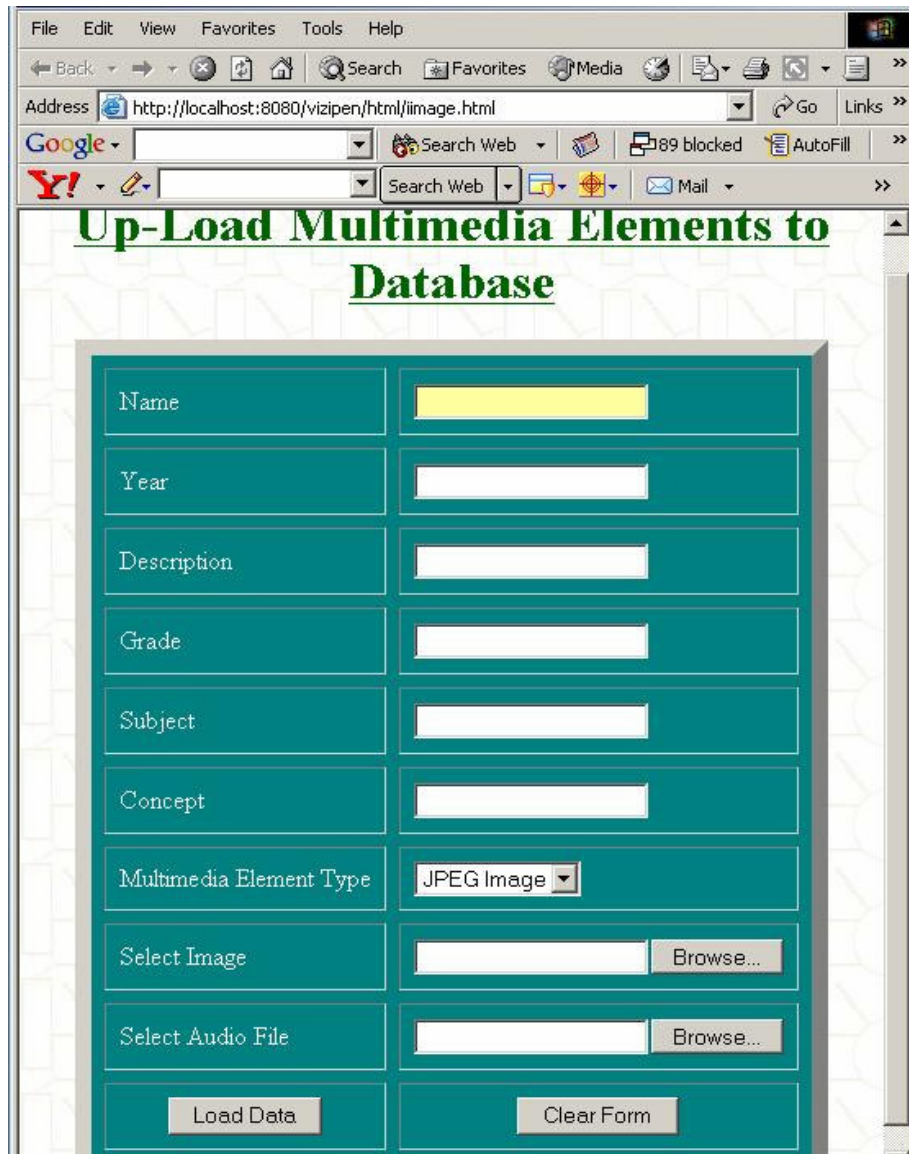 File Edit View Favorites Tools Help
Back Search Favorites Media »
Address http://localhost:8080/vizipen/html/iimage.html Go Links »
Google Search Web 89 blocked AutoFill »
Y! Search Web Mail »
Up-Load Multimedia Elements to
Database
Name
Year
Description
Grade
Subject
Concept
Multimedia Element Type JPEG Image
Select Image Browse...
Select Audio File Browse...
Load Data Clear Form